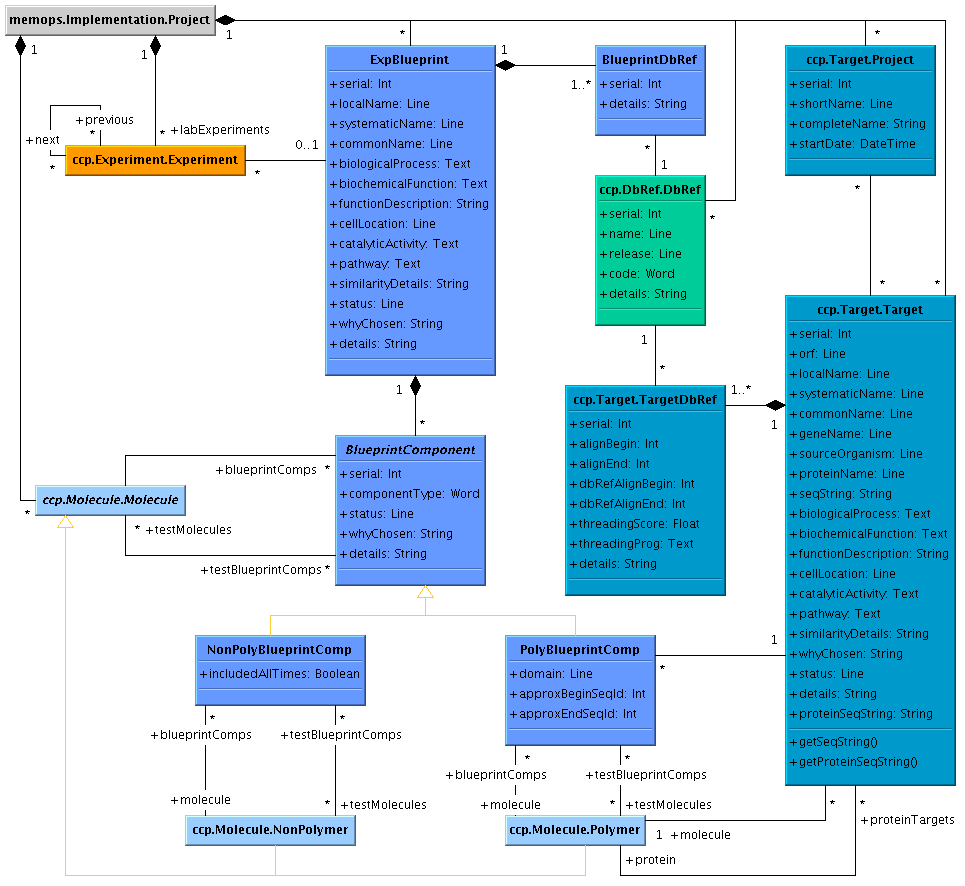 memops.Implementation.Project
1
1
1
*
*
ExpBlueprint
+serial: Int
+localName: Line
+systematicName: Line
+commonName: Line
+biologicalProcess: Text
+biochemicalFunction: Text
+functionDescription: String
+cellLocation: Line
+catalyticActivity: Text
+pathway: Text
+similarityDetails: String
+status: Line
+whyChosen: String
+details: String
1
1..*
BlueprintDbRef
+serial: Int
+details: String
ccp.Target.Project
+serial: Int
+shortName: Line
+completeName: String
+startDate: DateTime
+previous
*
+next
*
*
+labExperiments
ccp.Experiment.Experiment
0..1
*
*
1
ccp.DbRef.DbRef
+serial: Int
+name: Line
+release: Line
+code: Word
+details: String
*
*
*
*
1
*
ccp.Target.TargetDbRef
+serial: Int
+alignBegin: Int
+alignEnd: Int
+dbRefAlignBegin: Int
+dbRefAlignEnd: Int
+threadingScore: Float
+threadingProg: Text
+details: String
1..*
1
ccp.Target.Target
+serial: Int
+orf: Line
+localName: Line
+systematicName: Line
+commonName: Line
+geneName: Line
+sourceOrganism: Line
+proteinName: Line
+seqString: String
+biologicalProcess: Text
+biochemicalFunction: Text
+functionDescription: String
+cellLocation: Line
+catalyticActivity: Text
+pathway: Text
+similarityDetails: String
+whyChosen: String
+status: Line
+details: String
+proteinSeqString: String
+getSeqString()
+getProteinSeqString()
1
*
BlueprintComponent
+serial: Int
+componentType: Word
+status: Line
+whyChosen: String
+details: String
+blueprintComps *
ccp.Molecule.Molecule
*
* +testMolecules
+testBlueprintComps *
NonPolyBlueprintComp
+includedAllTimes: Boolean
PolyBlueprintComp
+domain: Line
+approxBeginSeqId: Int
+approxEndSeqId: Int
1
*
*
+blueprintComps
*
+testBlueprintComps
+molecule
* +testMolecules
ccp.Molecule.NonPolymer
*
+blueprintComps
*
+testBlueprintComps
+molecule
* +testMolecules
ccp.Molecule.Polymer
1 +molecule
*
*
+proteinTargets
+protein